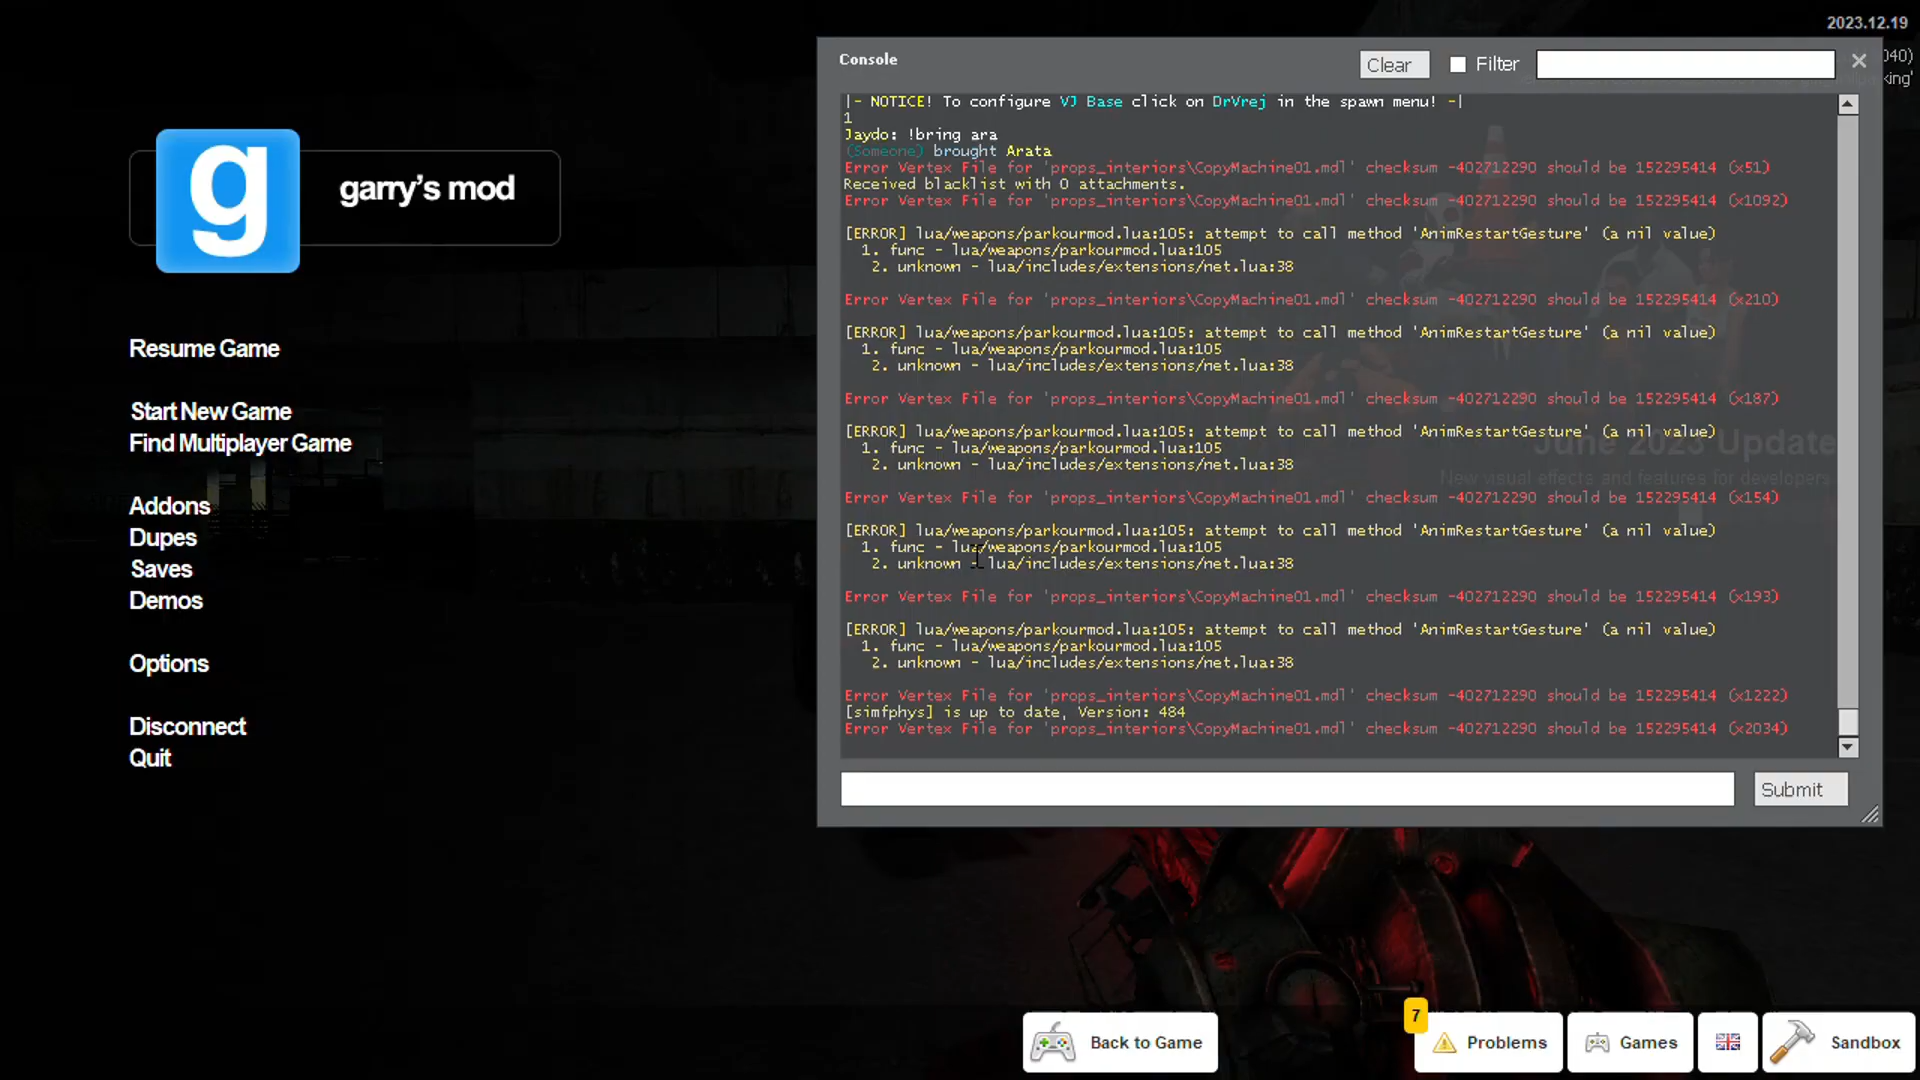 2023.12.19
040)
king'
g
garry's mod
Resume Game
Start New Game
Find Multiplayer Game
Addons
Dupes
Saves
Demos
Options
Disconnect
Quit
Console
Clear
Filter
|- NOTICE! To configure VJ Base click on DrVrej in the spawn menu! -|
1
Jaydo: !bring ara
(Someone) brought Arata
Error Vertex File for 'props_interiors\CopyMachine01.mdl' checksum -402712290 should be 152295414 (x51)
Received blacklist with 0 attachments.
Error Vertex File for 'props_interiors\CopyMachine01.mdl' checksum -402712290 should be 152295414 (x1092)
[ERROR] lua/weapons/parkourmod.lua:105: attempt to call method 'AnimRestartGesture' (a nil value)
1. func - lua/weapons/parkourmod.lua:105
2. unknown - lua/includes/extensions/net.lua:38
Error Vertex File for 'props_interiors\CopyMachine01.mdl' checksum -402712290 should be 152295414 (x210)
[ERROR] lua/weapons/parkourmod.lua:105: attempt to call method 'AnimRestartGesture' (a nil value)
1. func - lua/weapons/parkourmod.lua:105
2. unknown - lua/includes/extensions/net.lua:38
Error Vertex File for 'props_interiors\CopyMachine01.mdl' checksum -402712290 should be 152295414 (x187)
[ERROR] lua/weapons/parkourmod.lua:105: attempt to call method 'AnimRestartGesture' (a nil value)
1. func - lua/weapons/parkourmod.lua:105
2. unknown - lua/includes/extensions/net.lua:38
June 2023 Update
New visual effects and features for developers
Error Vertex File for 'props_interiors\CopyMachine01.mdl' checksum -402712290 should be 152295414 (x154)
[ERROR] lua/weapons/parkourmod.lua:105: attempt to call method 'AnimRestartGesture' (a nil value)
1. func - lua/weapons/parkourmod.lua:105
2. unknown - lua/includes/extensions/net.lua:38
Error Vertex File for 'props_interiors\CopyMachine01.mdl' checksum -402712290 should be 152295414 (x193)
[ERROR] lua/weapons/parkourmod.lua:105: attempt to call method 'AnimRestartGesture' (a nil value)
1. func - lua/weapons/parkourmod.lua:105
2. unknown - lua/includes/extensions/net.lua:38
Error Vertex File for 'props_interiors\CopyMachine01.mdl' checksum -402712290 should be 152295414 (x1222)
[simfphys] is up to date, Version: 484
Error Vertex File for 'props_interiors\CopyMachine01.mdl' checksum -402712290 should be 152295414 (x2034)
Submit
Back to Game
7
Problems
Games
Sandbox